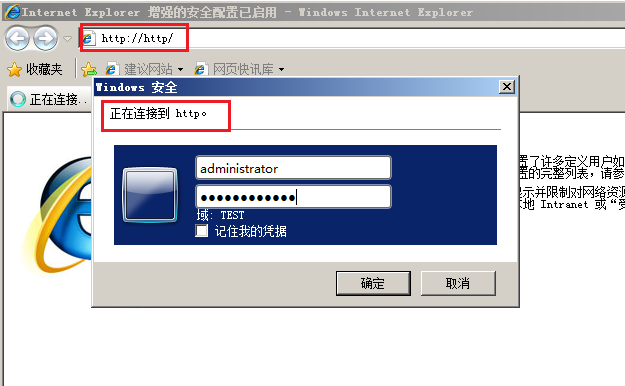 Internet Explorer 增强的安全配置已启用 - Windows Internet Explorer
http://http/
收藏夹 建议网站 网页快讯库
正在连接..
Windows 安全
正在连接到 http。
administrator
●●●●●●●●●●●●
域: TEST
记住我的凭据
确定 取消
置了许多定义用户如
置的完整列表，请参
显示并限制对网络资源
本地 Intranet 或“受